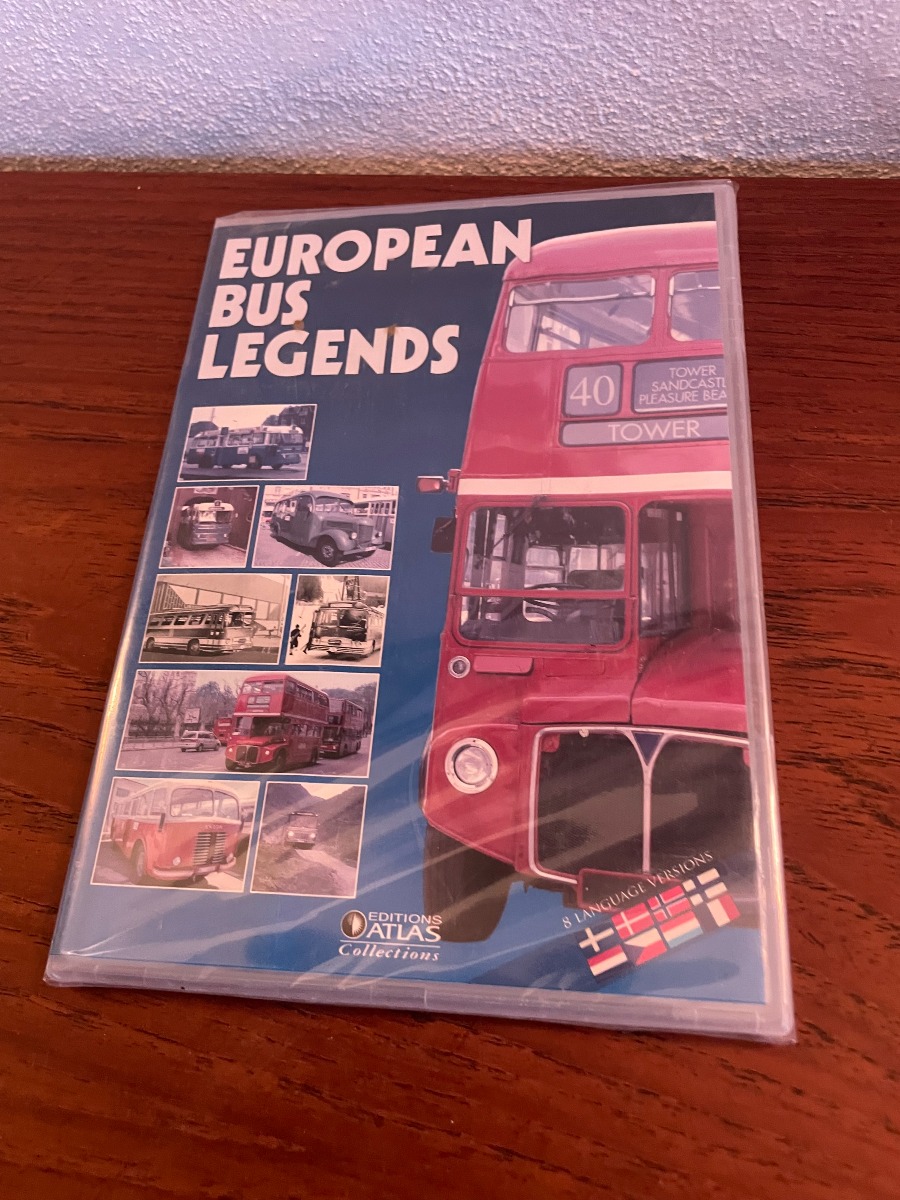 EUROPEAN
BUS
LEGENDS
40
TOWER
SANDCASTL
PLEASURE BEA
TOWER
8 LANGUAGE VERSIONS
EDITIONS
ATLAS
Collections